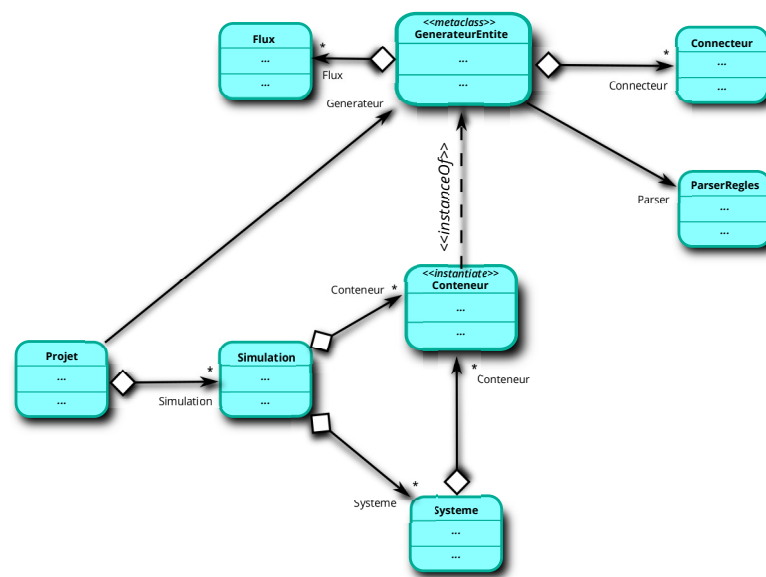 <<metaclass>>
GenerateurEntite
...
...
Flux
...
...
*
Flux
Connecteur
...
...
*
Connecteur
Generateur
<<instanceOf>>
ParserRegles
...
...
Parser
<<instantiate>>
Conteneur
...
...
Conteneur *
Projet
...
...
*
Simulation
Simulation
...
...
*
Conteneur
*
Systeme
Systeme
...
...